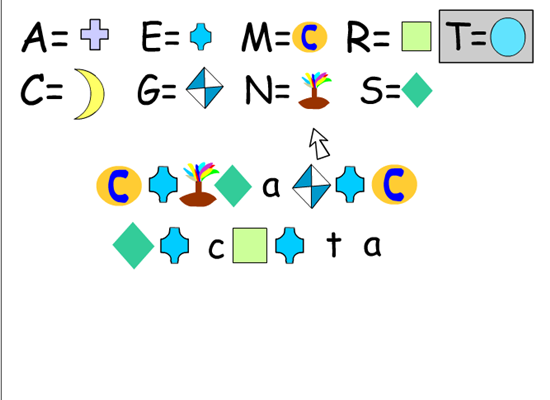 A= E= M=C R= T=
C= G= N= S=
C a C
c t a